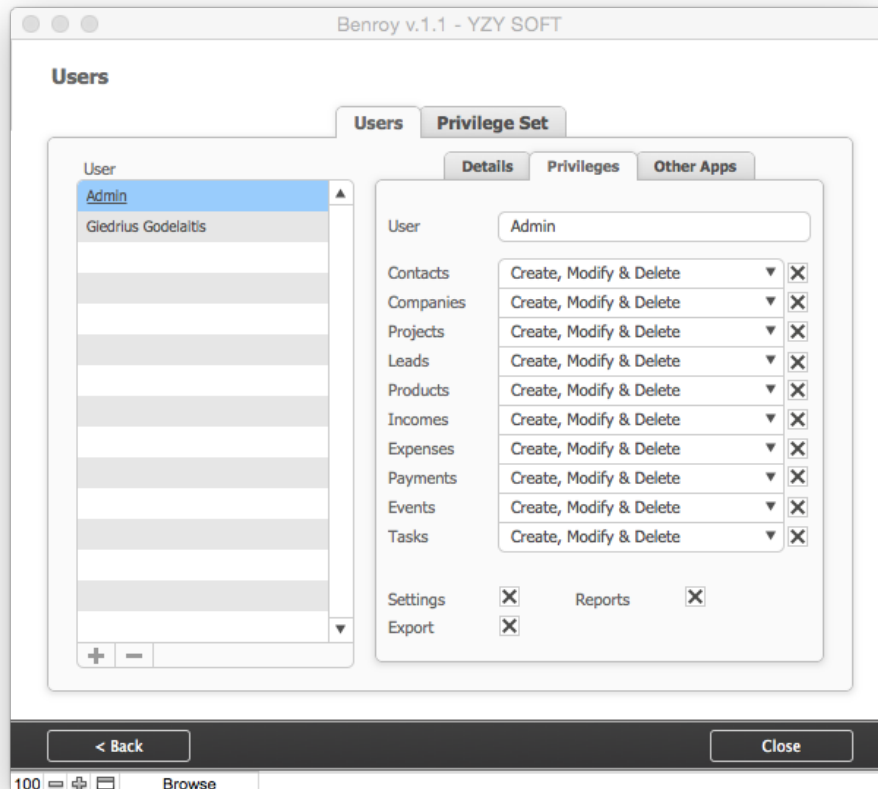 Benroy v.1.1 - YZY SOFT
Users
Users Privilege Set
User
Admin
Giedrius Godelaitis
Details Privileges Other Apps
User Admin
Contacts Create, Modify & Delete
Companies Create, Modify & Delete
Projects Create, Modify & Delete
Leads Create, Modify & Delete
Products Create, Modify & Delete
Incomes Create, Modify & Delete
Expenses Create, Modify & Delete
Payments Create, Modify & Delete
Events Create, Modify & Delete
Tasks Create, Modify & Delete
Settings Reports
Export
< Back Close
100 Browse